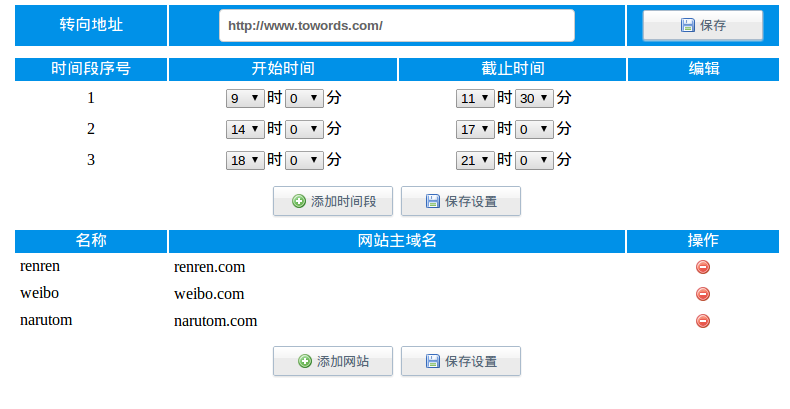 转向地址 http://www.towords.com/ 保存
时间段序号 开始时间 截止时间 编辑
1 9 时 0 分 11 时 30 分
2 14 时 0 分 17 时 0 分
3 18 时 0 分 21 时 0 分
添加时间段 保存设置
名称 网站主域名 操作
renren renren.com
weibo weibo.com
narutom narutom.com
添加网站 保存设置